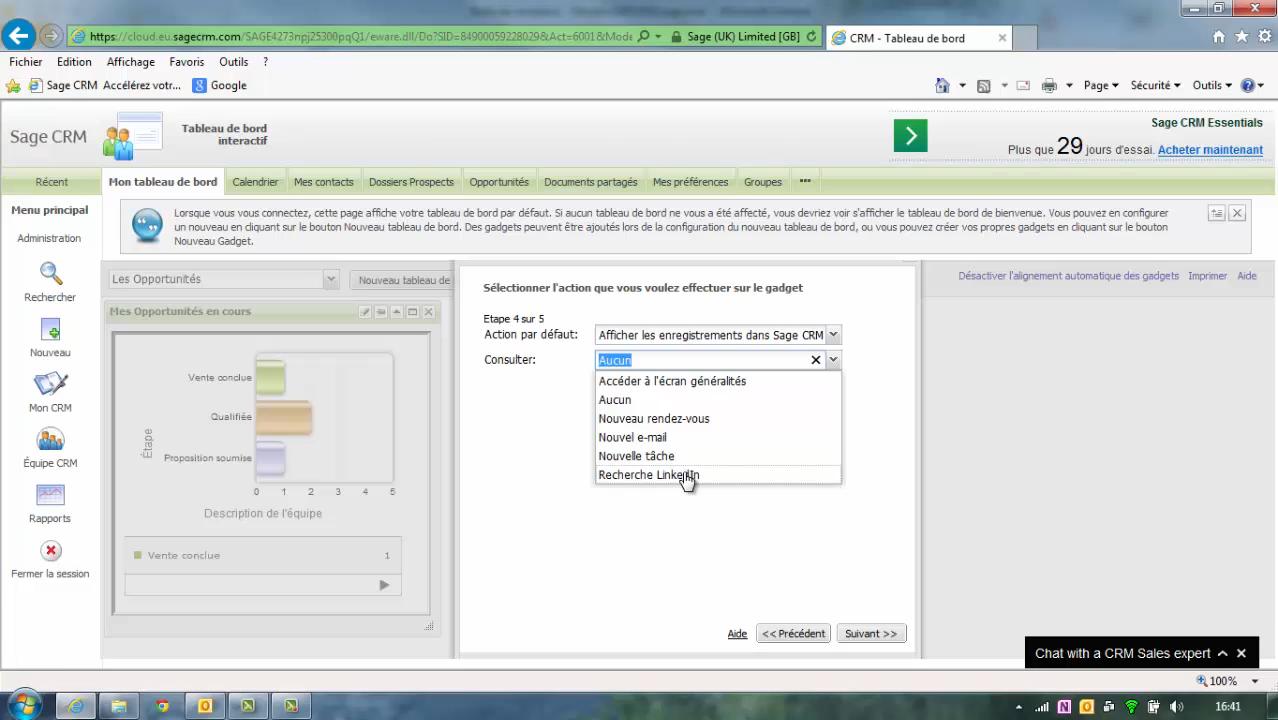 https://cloud.eu.sagecrm.com/SAGE4273npj25300pqQ1/eware.dll/Do?SID=84900059228029&Act=6001&Mode
Sage (UK) Limited [GB]
CRM - Tableau de bord
Fichier Edition Affichage Favoris Outils ?
Sage CRM Accélérez votr... Google
Page Sécurité Outils
Sage CRM
Tableau de bord
interactif
Sage CRM Essentials
Plus que 29 jours d'essai. Acheter maintenant
Récent Mon tableau de bord Calendrier Mes contacts Dossiers Prospects Opportunités Documents partagés Mes préférences Groupes ...
Menu principal
Administration
Rechercher
Nouveau
Mon CRM
Équipe CRM
Rapports
Fermer la session
Lorsque vous vous connectez, cette page affiche votre tableau de bord par défaut. Si aucun tableau de bord ne vous a été affecté, vous devriez voir s'afficher le tableau de bord de bienvenue. Vous pouvez en configurer
un nouveau en cliquant sur le bouton Nouveau tableau de bord. Des gadgets peuvent être ajoutés lors de la configuration du nouveau tableau de bord, ou vous pouvez créer vos propres gadgets en cliquant sur le bouton
Nouveau Gadget.
Les Opportunités
Nouveau tableau de
Désactiver l'alignement automatique des gadgets Imprimer Aide
Mes Opportunités en cours
Étape
Vente conclue
Qualifiée
Proposition soumise
0 1 2 3 4 5
Description de l'équipe
Vente conclue 1
Sélectionner l'action que vous voulez effectuer sur le gadget
Etape 4 sur 5
Action par défaut: Afficher les enregistrements dans Sage CRM
Consulter: Aucun
Accéder à l'écran généralités
Aucun
Nouveau rendez-vous
Nouvel e-mail
Nouvelle tâche
Recherche LinkedIn
Aide << Précédent Suivant >>
Chat with a CRM Sales expert
100%
16:41